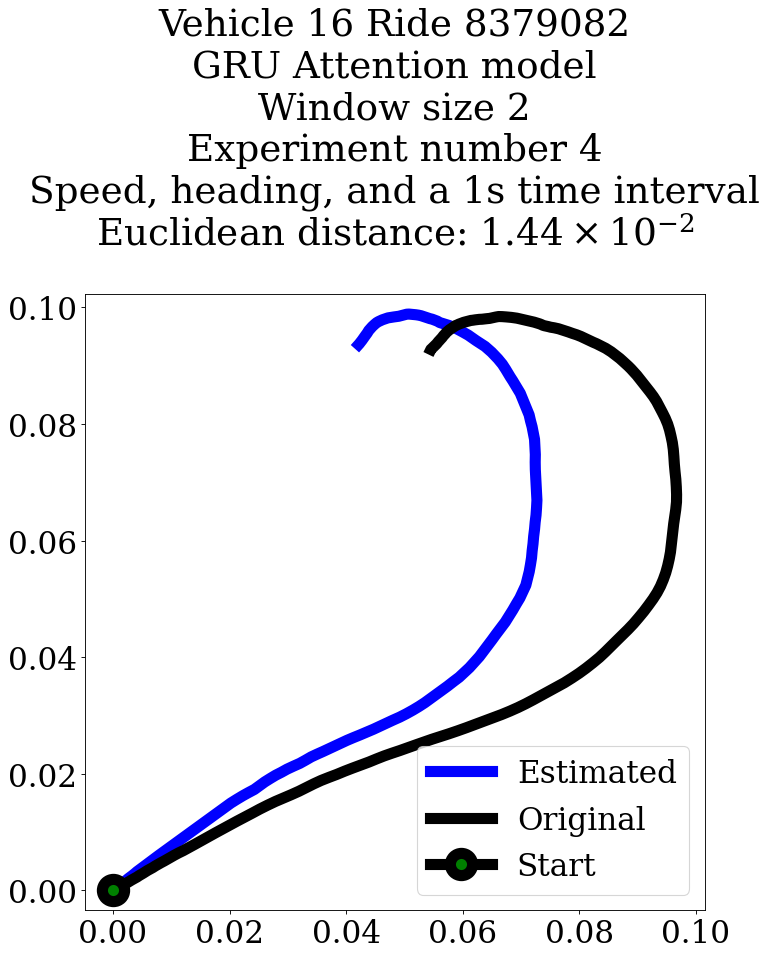 Vehicle 16 Ride 8379082
GRU Attention model
Window size 2
Experiment number 4
Speed, heading, and a 1s time interval
Euclidean distance: 1.44 × 10⁻²
0.10
0.08
0.06
0.04
0.02
0.00
Estimated
Original
Start
0.00 0.02 0.04 0.06 0.08 0.10